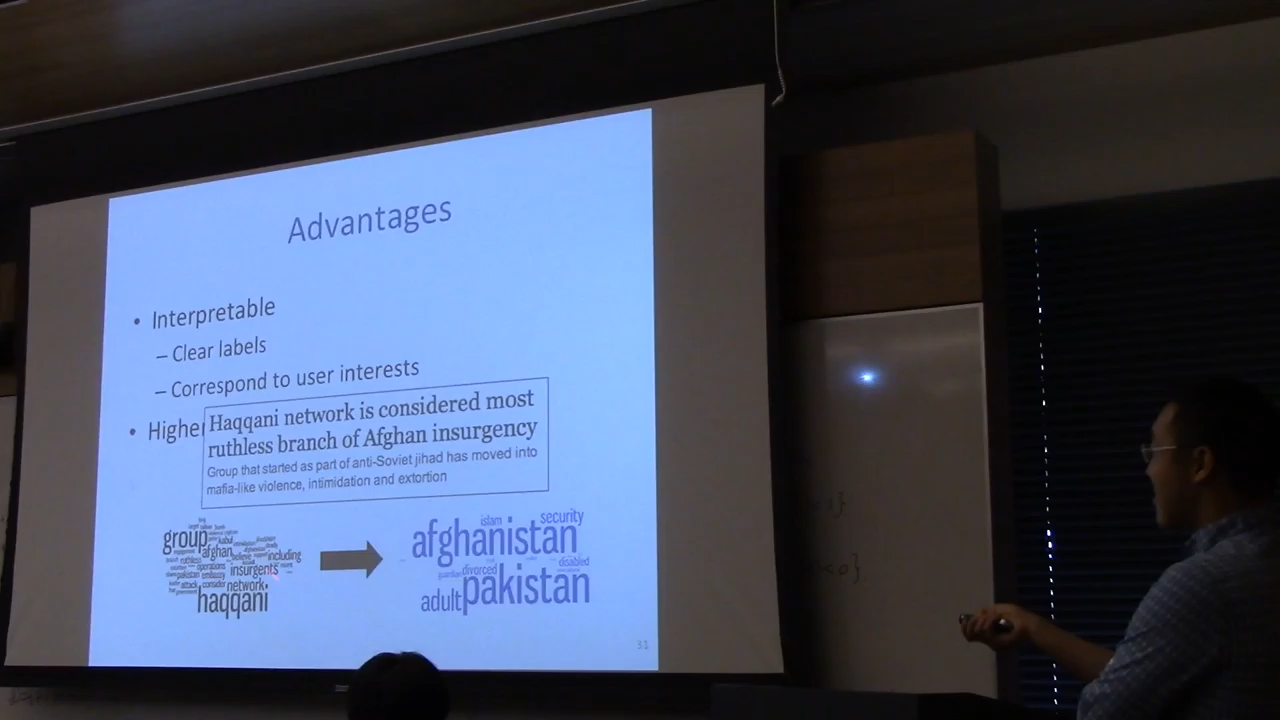 Advantages
• Interpretable
– Clear labels
– Correspond to user interests
• Higher
Haqqani network is considered most
ruthless branch of Afghan insurgency
Group that started as part of anti-Soviet jihad has moved into
mafia-like violence, intimidation and extortion
group
afghan
including
operations
insurgents
network
haqqani
islam
security
afghanistan
disabled
divorced
adult
pakistan
31